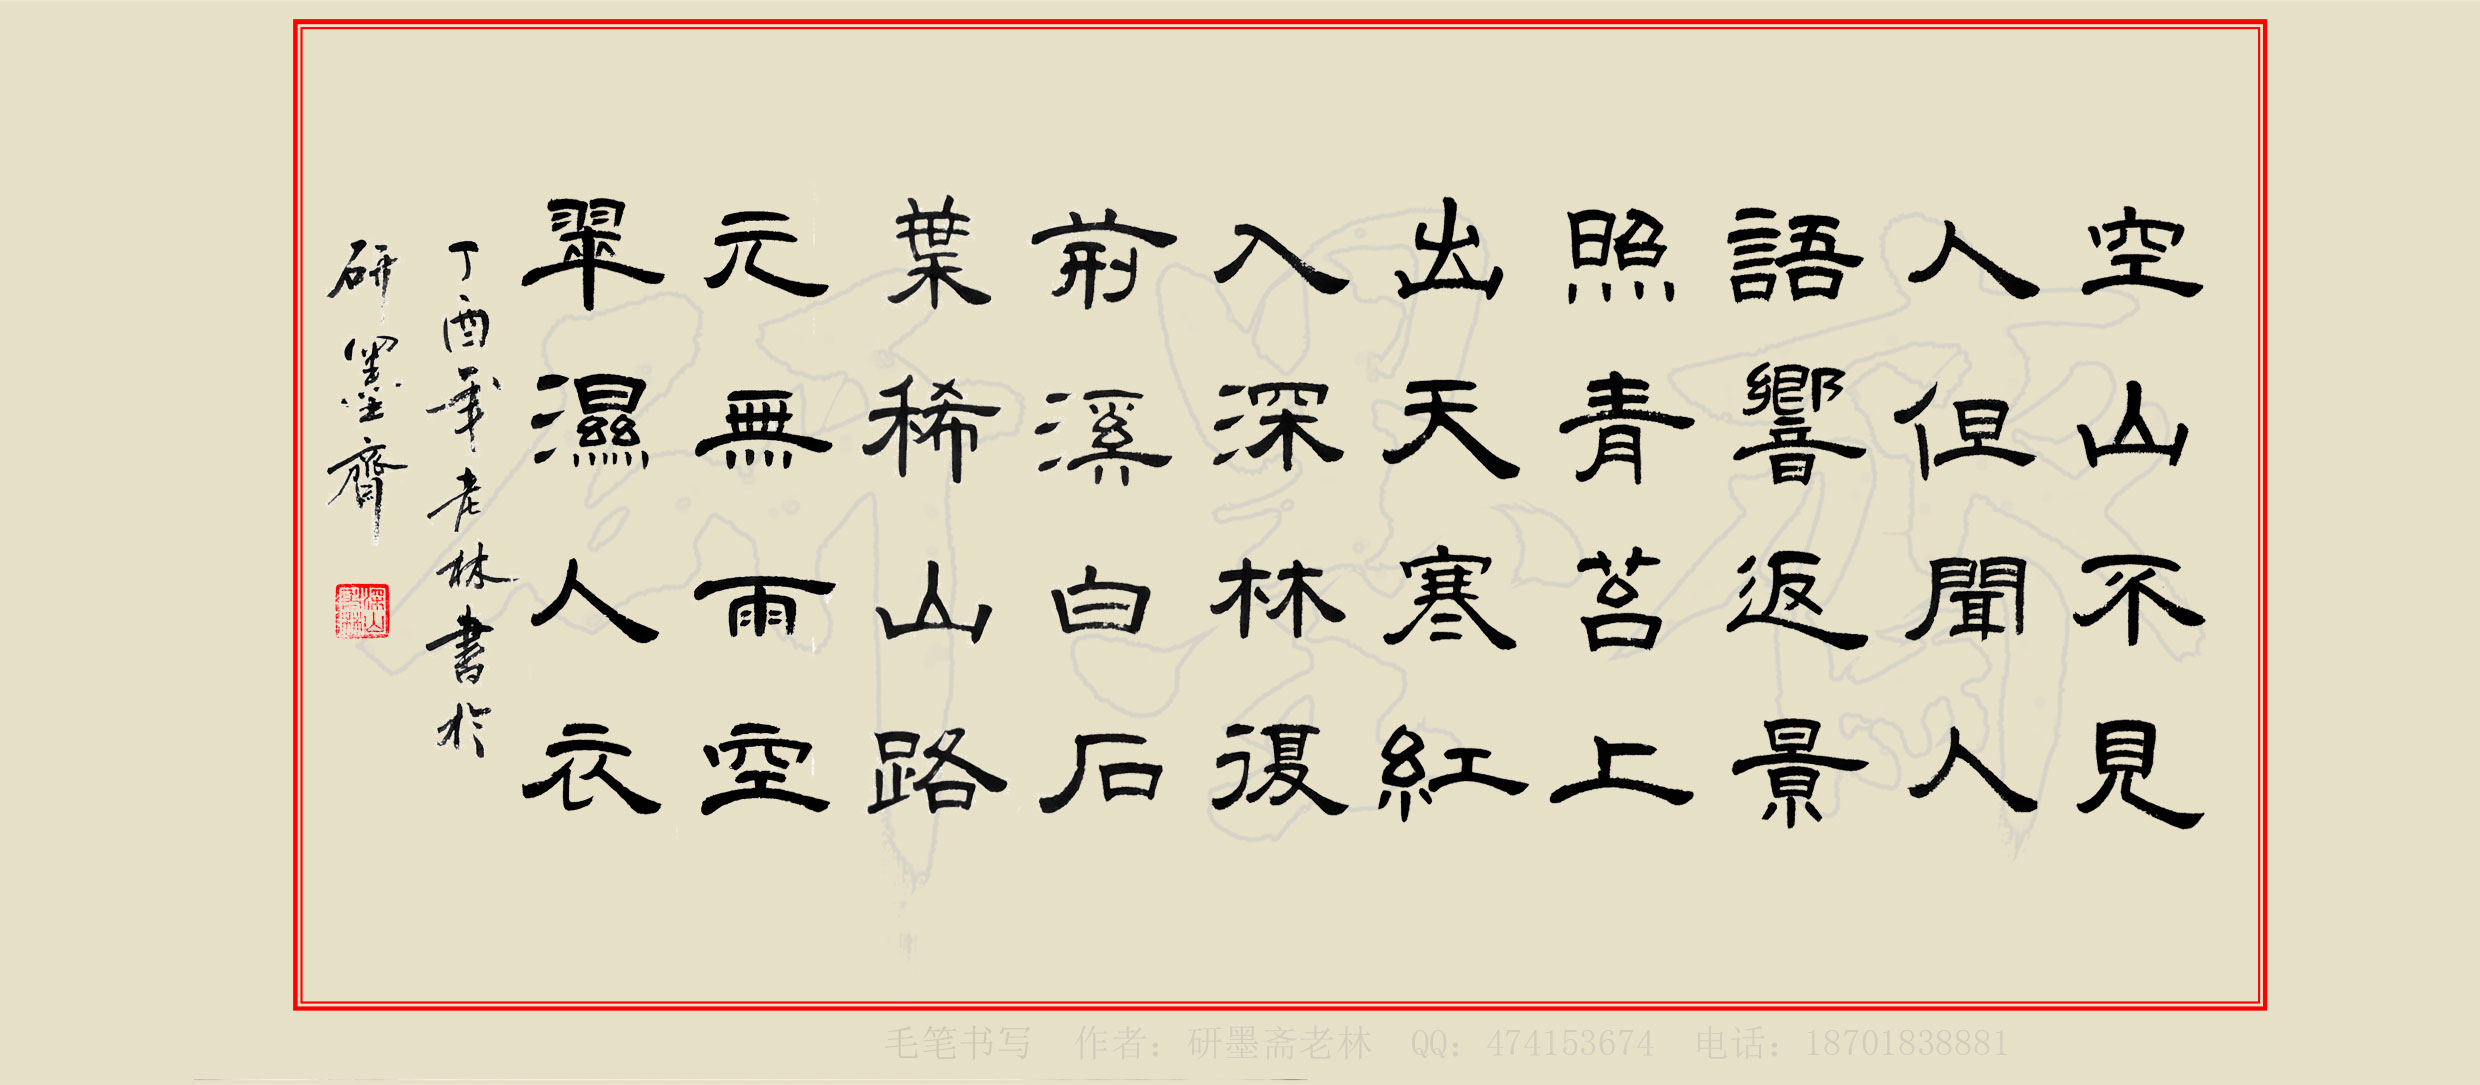 空山不見
人但聞人
語響返景
照青苔上
出天寒紅
入深林復
荊溪白石
葉稀山路
元無雨空
翠濕人衣
丁酉年老林書於
研墨齋
深山
毛笔书写 作者：研墨斋老林 QQ：474153674 电话：18701838881